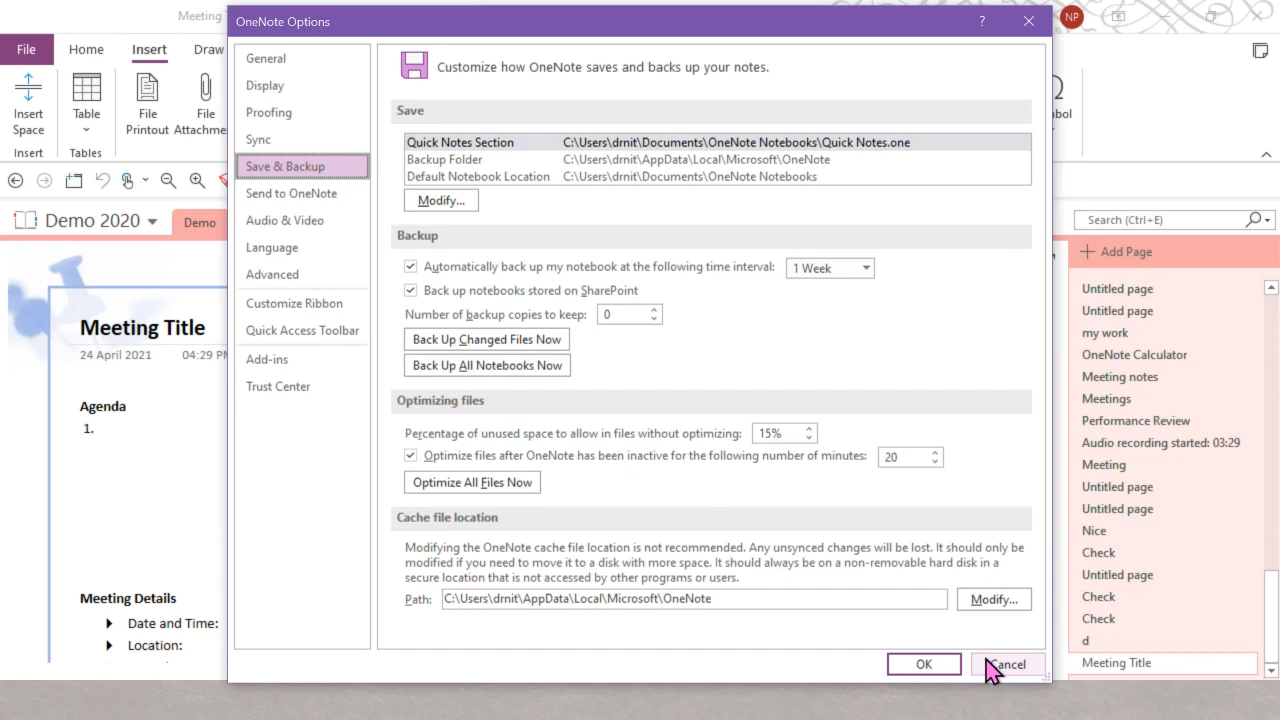 Meeting
OneNote Options
?
NP
File
Home
Insert
Draw
Insert
Space
Table
File
Printout
File
Insert
Tables
Demo 2020
Demo
Search (Ctrl+E)
Add Page
General
Display
Proofing
Sync
Save & Backup
Send to OneNote
Audio & Video
Language
Advanced
Customize Ribbon
Quick Access Toolbar
Add-ins
Trust Center
Customize how OneNote saves and backs up your notes.
Save
Quick Notes Section C:\Users\drnit\Documents\OneNote Notebooks\Quick Notes.one
Backup Folder C:\Users\drnit\AppData\Local\Microsoft\OneNote
Default Notebook Location C:\Users\drnit\Documents\OneNote Notebooks
Modify...
Backup
Automatically back up my notebook at the following time interval: 1 Week
Back up notebooks stored on SharePoint
Number of backup copies to keep: 0
Back Up Changed Files Now
Back Up All Notebooks Now
Optimizing files
Percentage of unused space to allow in files without optimizing: 15%
Optimize files after OneNote has been inactive for the following number of minutes: 20
Optimize All Files Now
Cache file location
Modifying the OneNote cache file location is not recommended. Any unsynced changes will be lost. It should only be
modified if you need to move it to a disk with more space. It should always be on a non-removable hard disk in a
secure location that is not accessed by other programs or users.
Path: C:\Users\drnit\AppData\Local\Microsoft\OneNote Modify...
OK
Cancel
Meeting Title
24 April 2021 04:29
Agenda
1.
Meeting Details
Date and Time:
Location:
Untitled page
Untitled page
my work
OneNote Calculator
Meeting notes
Meetings
Performance Review
Audio recording started: 03:29
Meeting
Untitled page
Untitled page
Nice
Check
Untitled page
Check
Check
d
Meeting Title